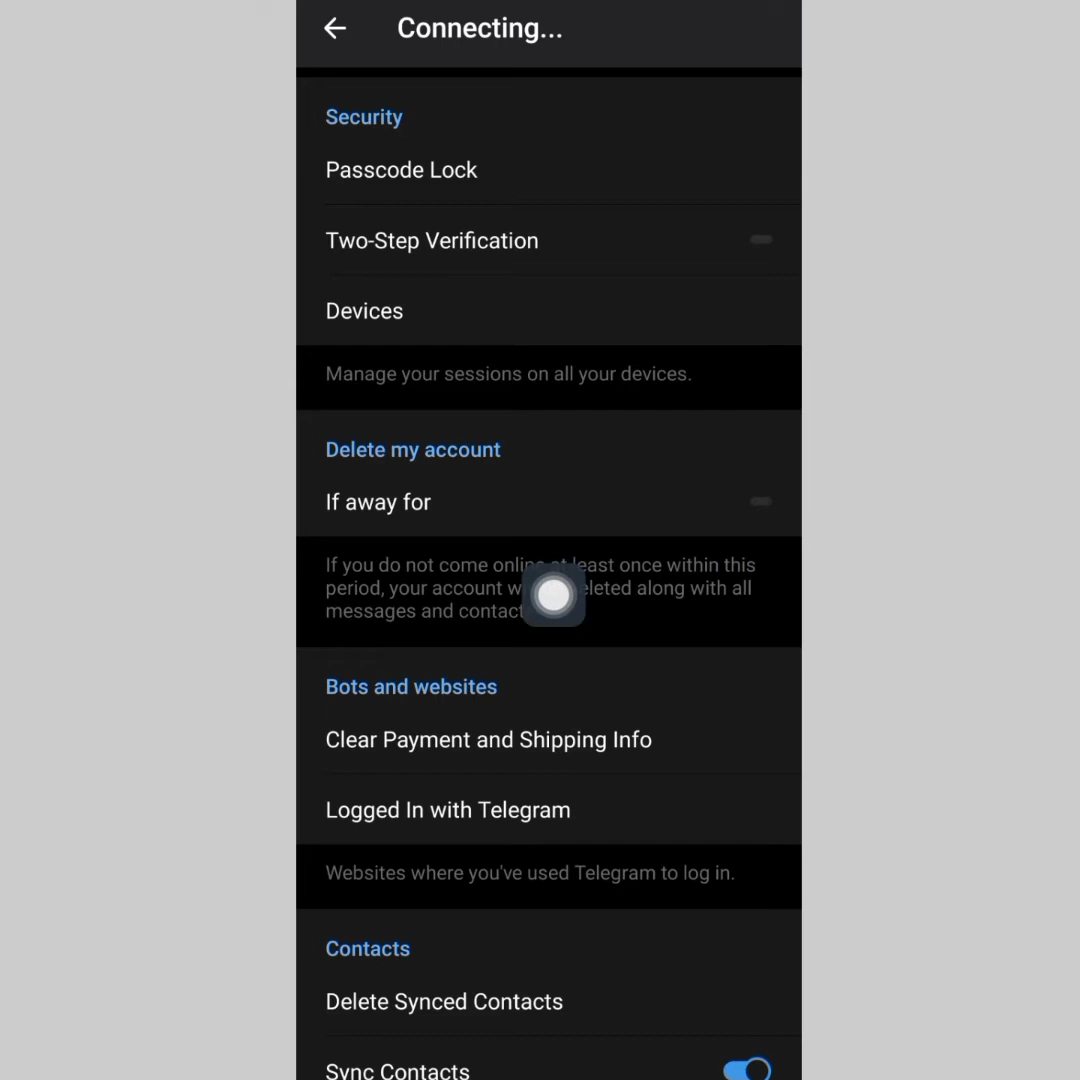 Connecting...
Security
Passcode Lock
Two-Step Verification
Devices
Manage your sessions on all your devices.
Delete my account
If away for
If you do not come online at least once within this
period, your account w eleted along with all
messages and contact
Bots and websites
Clear Payment and Shipping Info
Logged In with Telegram
Websites where you've used Telegram to log in.
Contacts
Delete Synced Contacts
Sync Contacts